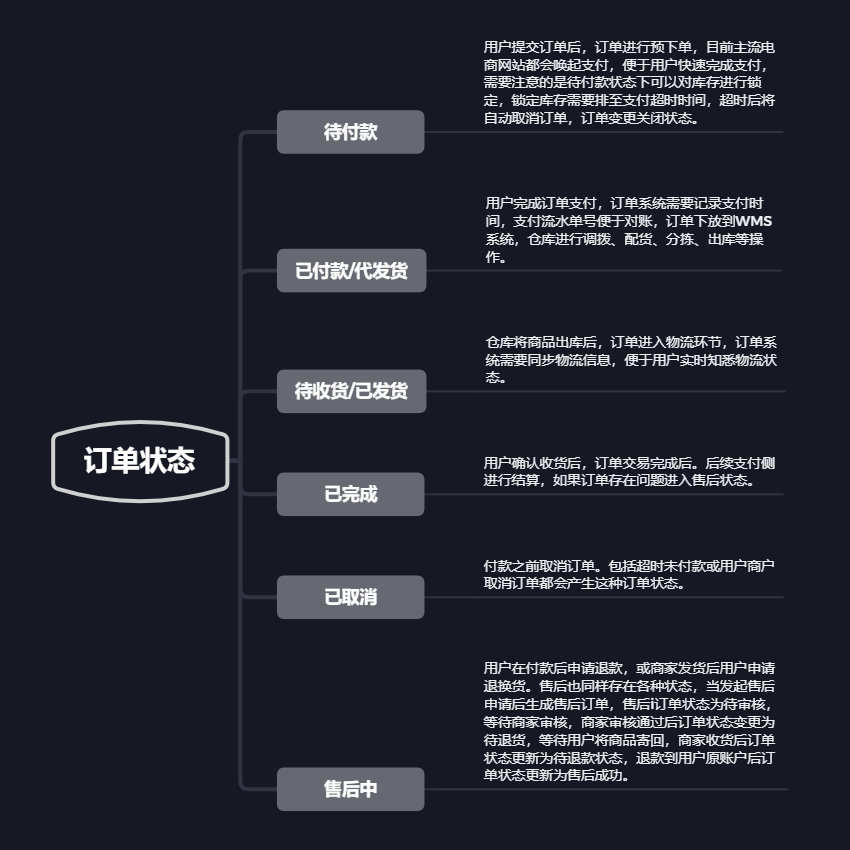 用户提交订单后，订单进行预下单，目前主流电
商网站都会唤起支付，便于用户快速完成支付，
需要注意的是待付款状态下可以对库存进行锁
定，锁定库存需要排至支付超时时间，超时后将
自动取消订单，订单变更关闭状态。
待付款
用户完成订单支付，订单系统需要记录支付时
间，支付流水单号便于对账，订单下放到WMS
系统，仓库进行调拨、配货、分拣、出库等操
作。
已付款/代发货
仓库将商品出库后，订单进入物流环节，订单系
统需要同步物流信息，便于用户实时知悉物流状
态。
待收货/已发货
订单状态
用户确认收货后，订单交易完成后。后续支付侧
进行结算，如果订单存在问题进入售后状态。
已完成
付款之前取消订单。包括超时未付款或用户商户
取消订单都会产生这种订单状态。
已取消
用户在付款后申请退款，或商家发货后用户申请
退换货。售后也同样存在各种状态，当发起售后
申请后生成售后订单，售后i订单状态为待审核，
等待商家审核，商家审核通过后订单状态变更为
待退货，等待用户将商品寄回，商家收货后订单
状态更新为待退款状态，退款到用户原账户后订
单状态更新为售后成功。
售后中